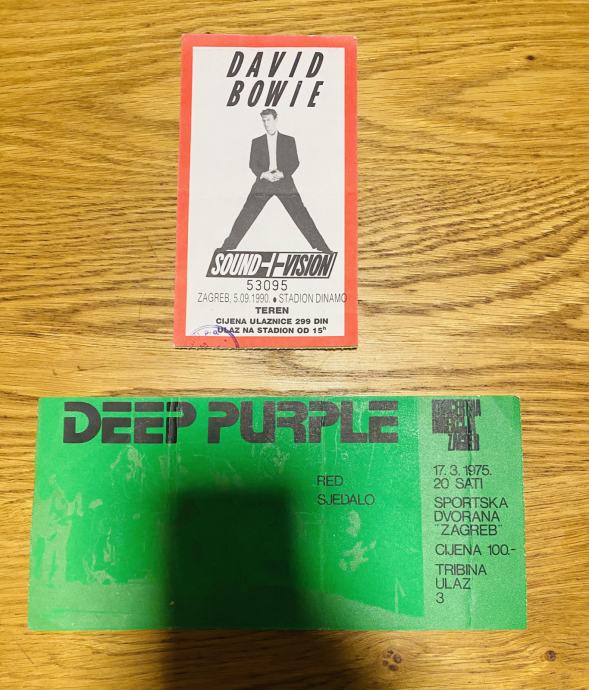 DAVID
BOWIE
SOUND+VISION
53095
ZAGREB, 5.09.1990. ● STADION DINAMO
TEREN
CIJENA ULAZNICE 299 DIN
ULAZ NA STADION OD 15ʰ
DEEP PURPLE
RED
SJEDALO
ZAGREB
17. 3. 1975.
20 SATI
SPORTSKA
DVORANA
"ZAGREB"
CIJENA 100.-
TRIBINA
ULAZ
3